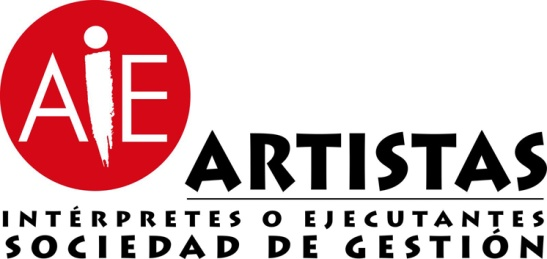 AiE
ARTISTAS
INTÉRPRETES O EJECUTANTES
SOCIEDAD DE GESTIÓN